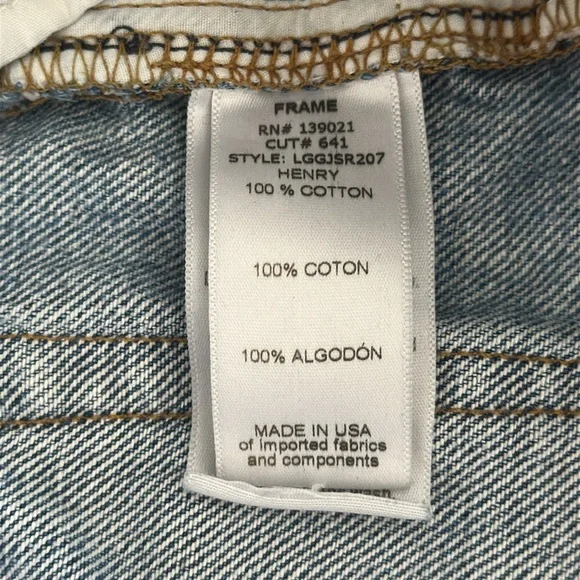 FRAME
RN# 139021
CUT# 641
STYLE: LGGJSR207
HENRY
100 % COTTON
100% COTON
100% ALGODÓN
MADE IN USA
of imported fabrics
and components
wash